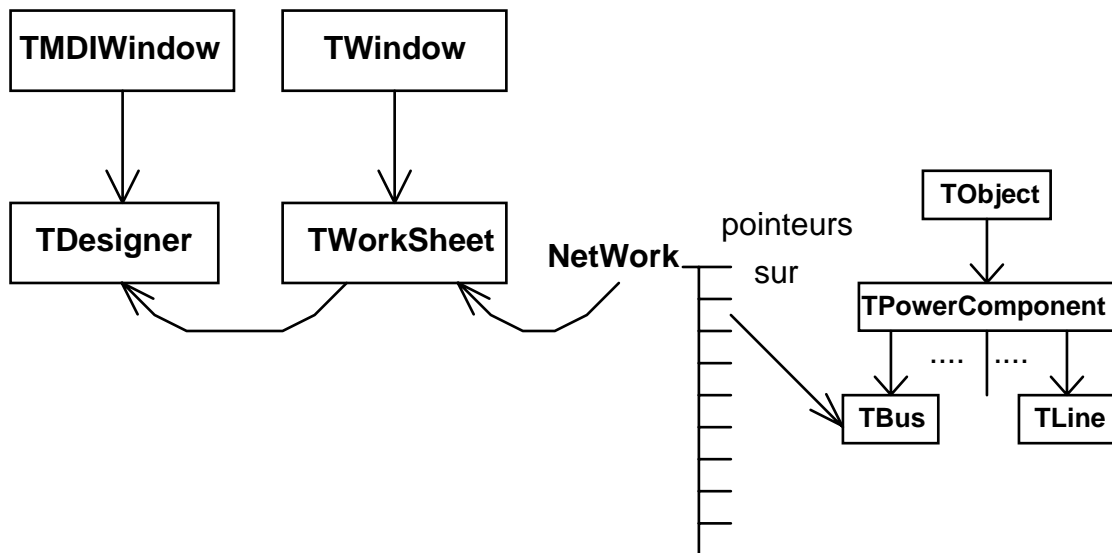 TMDIWindow
TWindow
TObject
TDesigner
TWorkSheet
pointeurs
NetWork
sur
TPowerComponent
.... ....
TBus
TLine